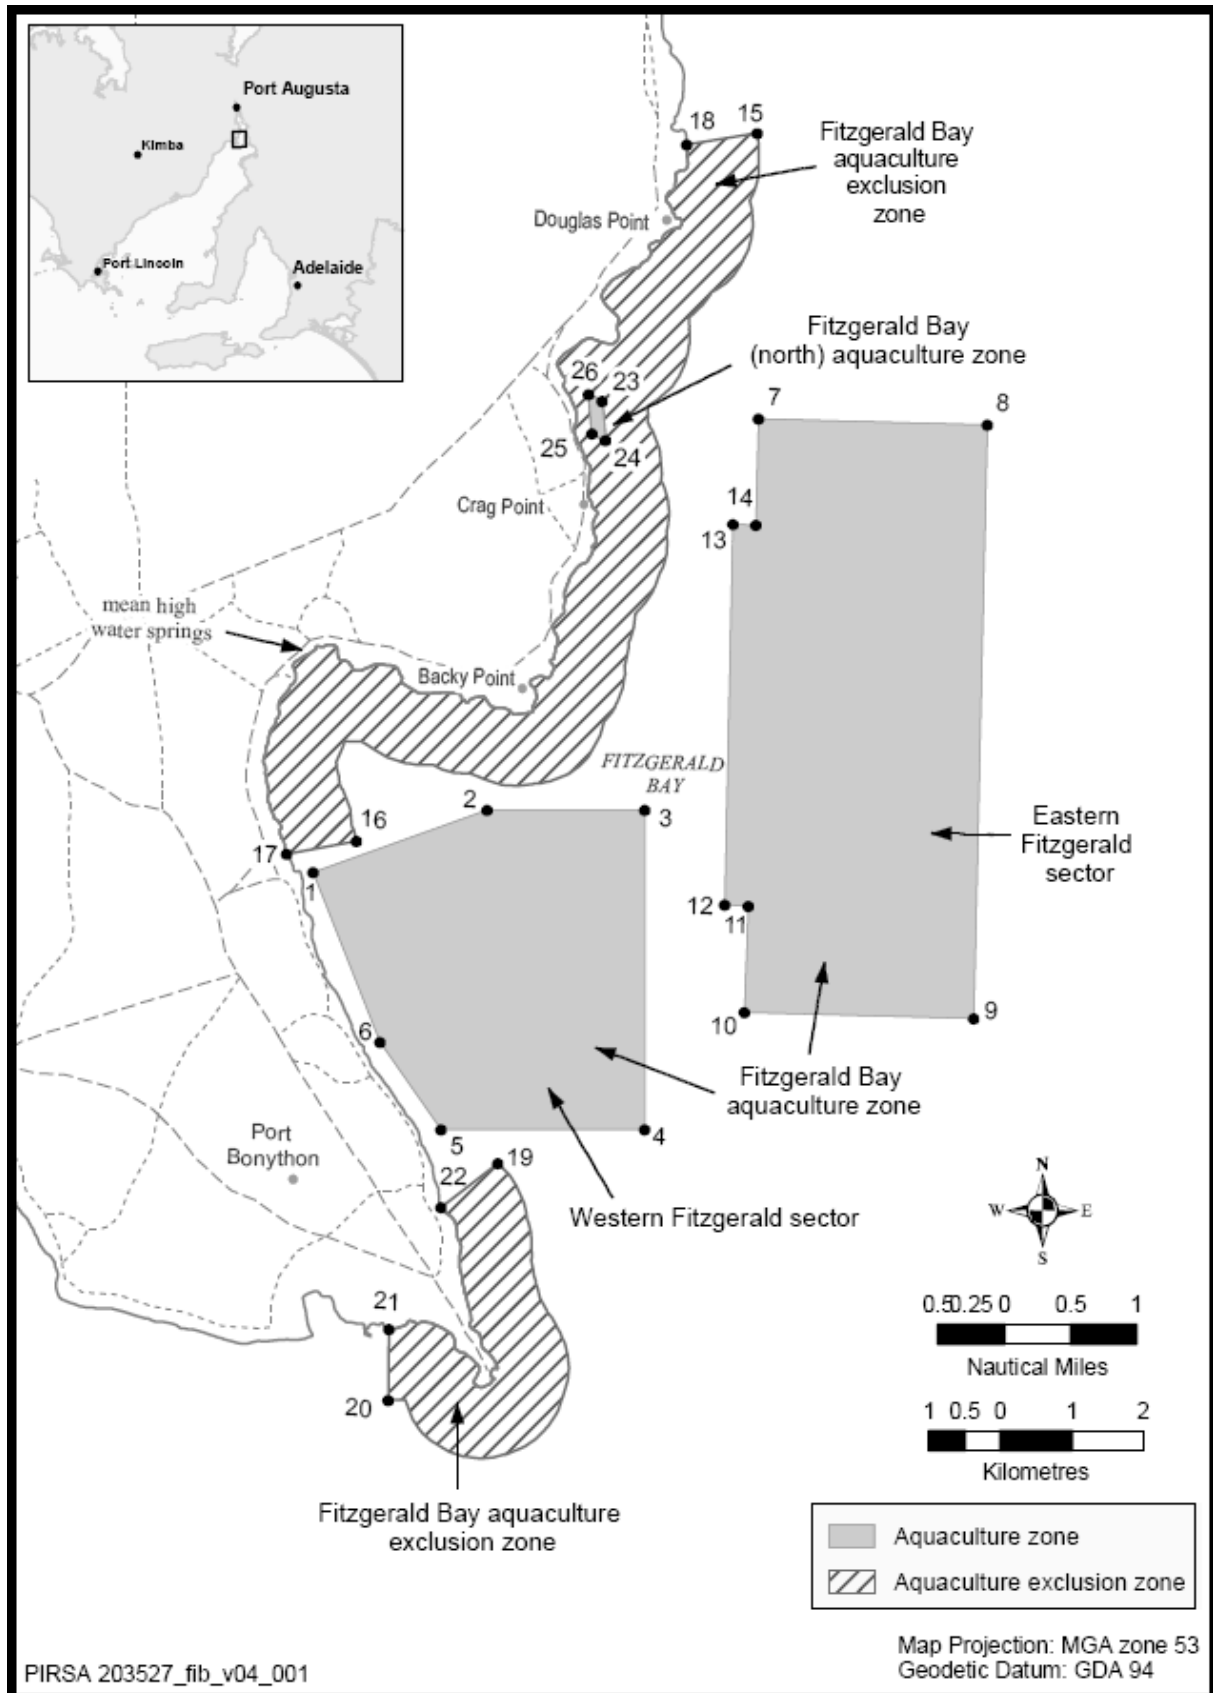 Port Augusta
Kimba
Port Lincoln
Adelaide
18
15
Fitzgerald Bay
aquaculture
exclusion
zone
Douglas Point
Fitzgerald Bay
(north) aquaculture zone
26
23
25
24
7
8
Crag Point
14
13
mean high
water springs
Backy Point
FITZGERALD
BAY
2
3
16
17
1
Eastern
Fitzgerald
sector
12
11
6
10
9
Fitzgerald Bay
aquaculture zone
Port
Bonython
5
4
19
22
Western Fitzgerald sector
N
W
E
S
21
20
0.50.25 0 0.5 1
Nautical Miles
1 0.5 0 1 2
Kilometres
Fitzgerald Bay aquaculture
exclusion zone
Aquaculture zone
Aquaculture exclusion zone
Map Projection: MGA zone 53
Geodetic Datum: GDA 94
PIRSA 203527_fib_v04_001